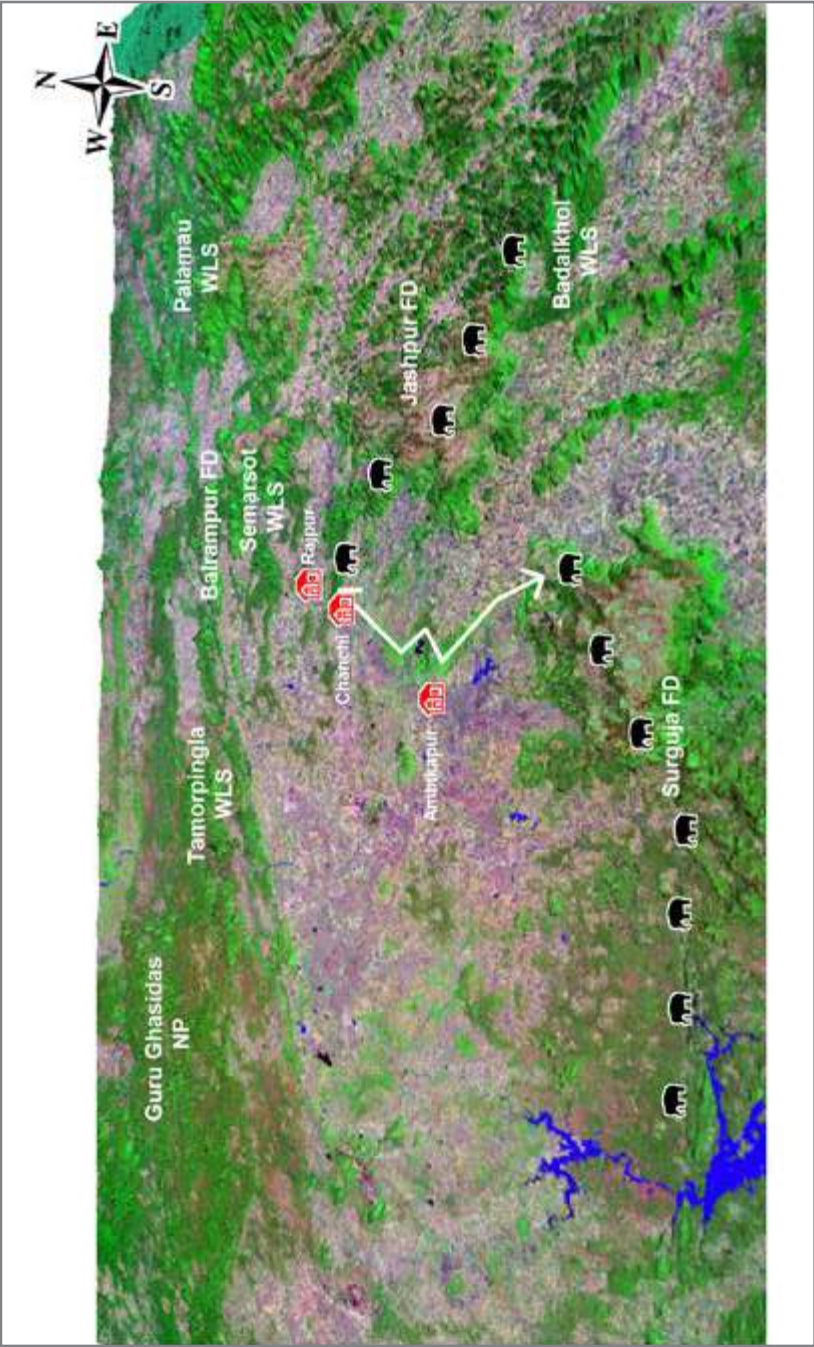 N
E
S
W
Guru Ghasidas
NP
Tamorpingla
WLS
Balrampur FD
Semarsot
WLS
Palamau
WLS
Rajpur
Chanchi
Ambikapur
Jashpur FD
Badalkhol
WLS
Surguja FD